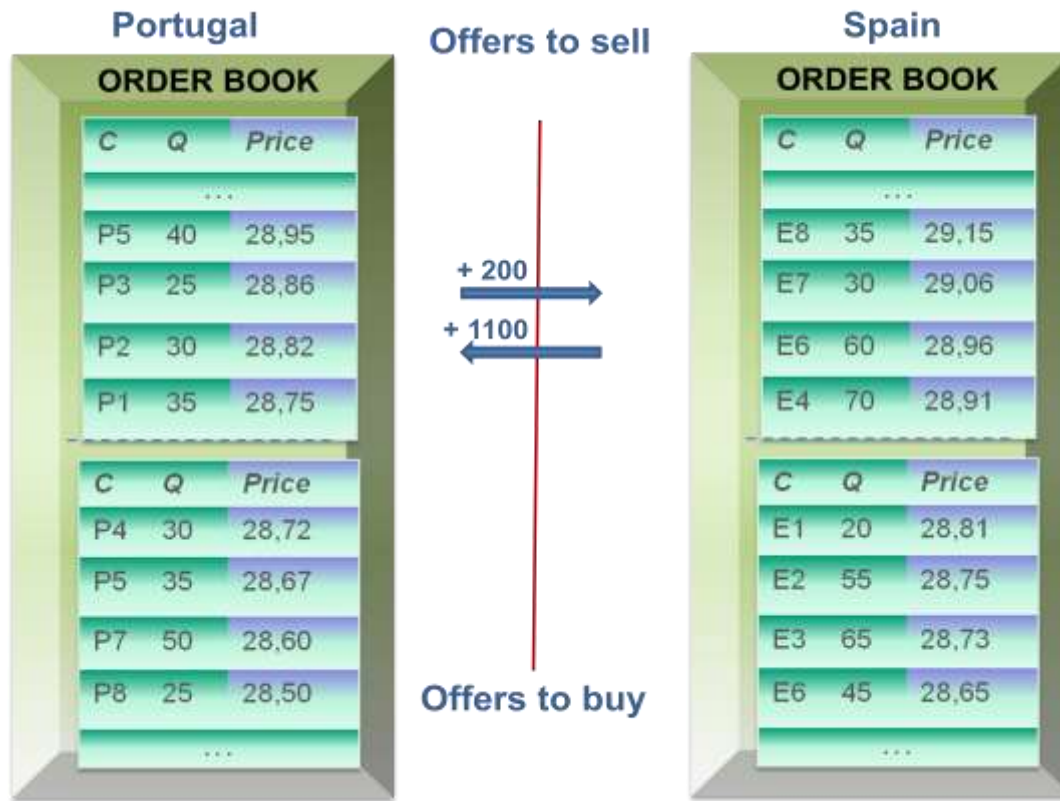 Portugal
Offers to sell
Spain
ORDER BOOK
C Q Price
...
P5 40 28,95
P3 25 28,86
P2 30 28,82
P1 35 28,75
C Q Price
P4 30 28,72
P5 35 28,67
P7 50 28,60
P8 25 28,50
...
+ 200
+ 1100
Offers to buy
ORDER BOOK
C Q Price
...
E8 35 29,15
E7 30 29,06
E6 60 28,96
E4 70 28,91
C Q Price
E1 20 28,81
E2 55 28,75
E3 65 28,73
E6 45 28,65
...